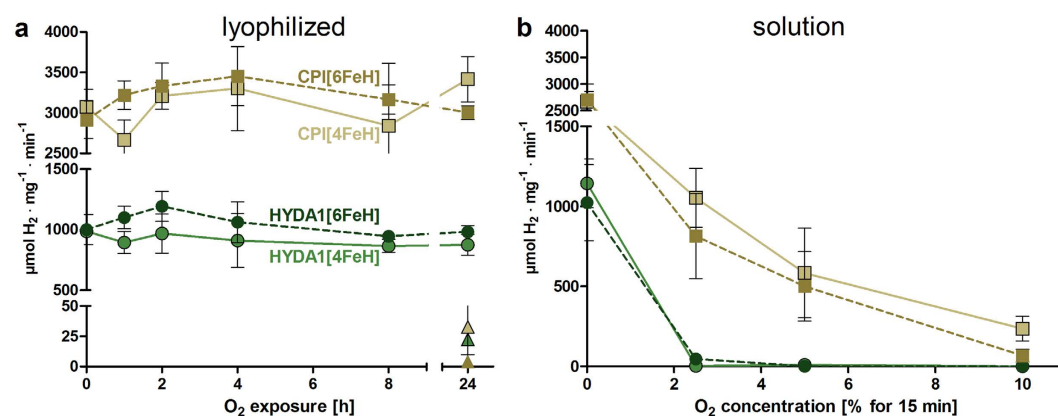 a lyophilized
4000
3500
3000
2500
1500
1000
500
50
25
0
µmol H₂ · mg⁻¹ · min⁻¹
CPI[6FeH]
CPI[4FeH]
HYDA1[6FeH]
HYDA1[4FeH]
0 2 4 6 8 24
O₂ exposure [h]
b solution
4000
3500
3000
2500
1500
1000
500
0
µmol H₂ · mg⁻¹ · min⁻¹
0 2 4 6 8 10
O₂ concentration [% for 15 min]